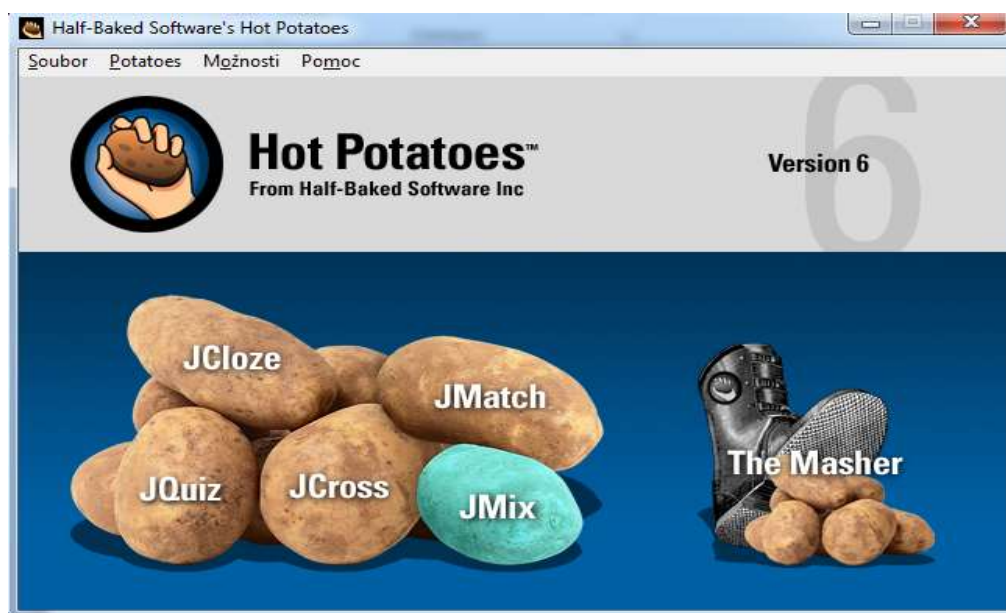 Half-Baked Software's Hot Potatoes
Soubor Potatoes Možnosti Pomoc
6
Hot Potatoes™
From Half-Baked Software Inc
Version 6
JCloze
JMatch
JQuiz
JCross
JMix
The Masher